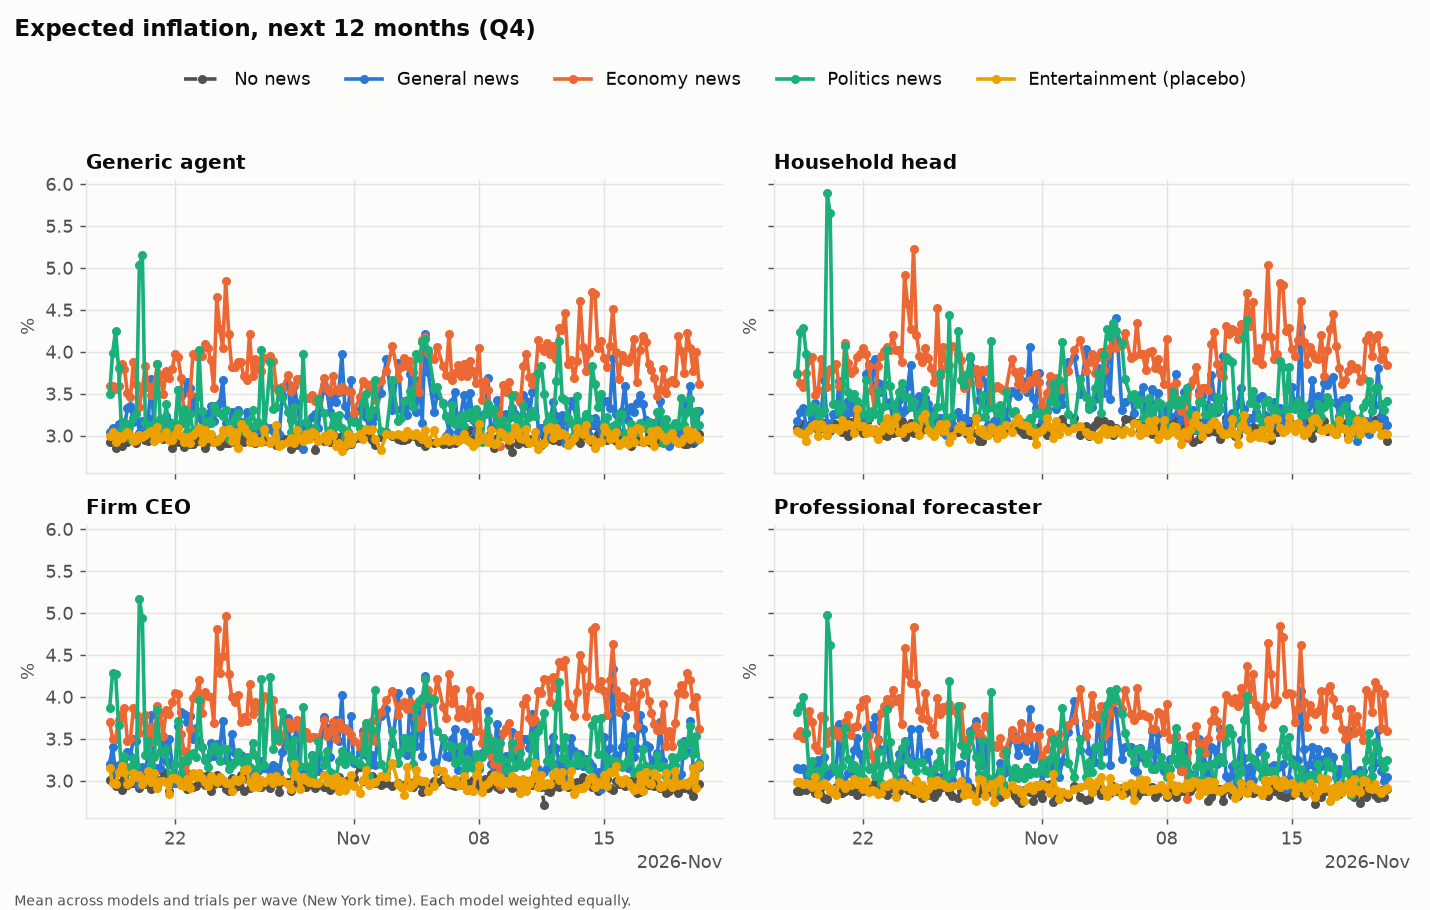 Expected inflation, next 12 months (Q4)
No news General news Economy news Politics news Entertainment (placebo)
Generic agent
Household head
6.0
5.5
5.0
4.5
4.0
3.5
3.0
%
%
Firm CEO
Professional forecaster
6.0
5.5
5.0
4.5
4.0
3.5
3.0
%
%
22 Nov 08 15
2026-Nov
22 Nov 08 15
2026-Nov
Mean across models and trials per wave (New York time). Each model weighted equally.